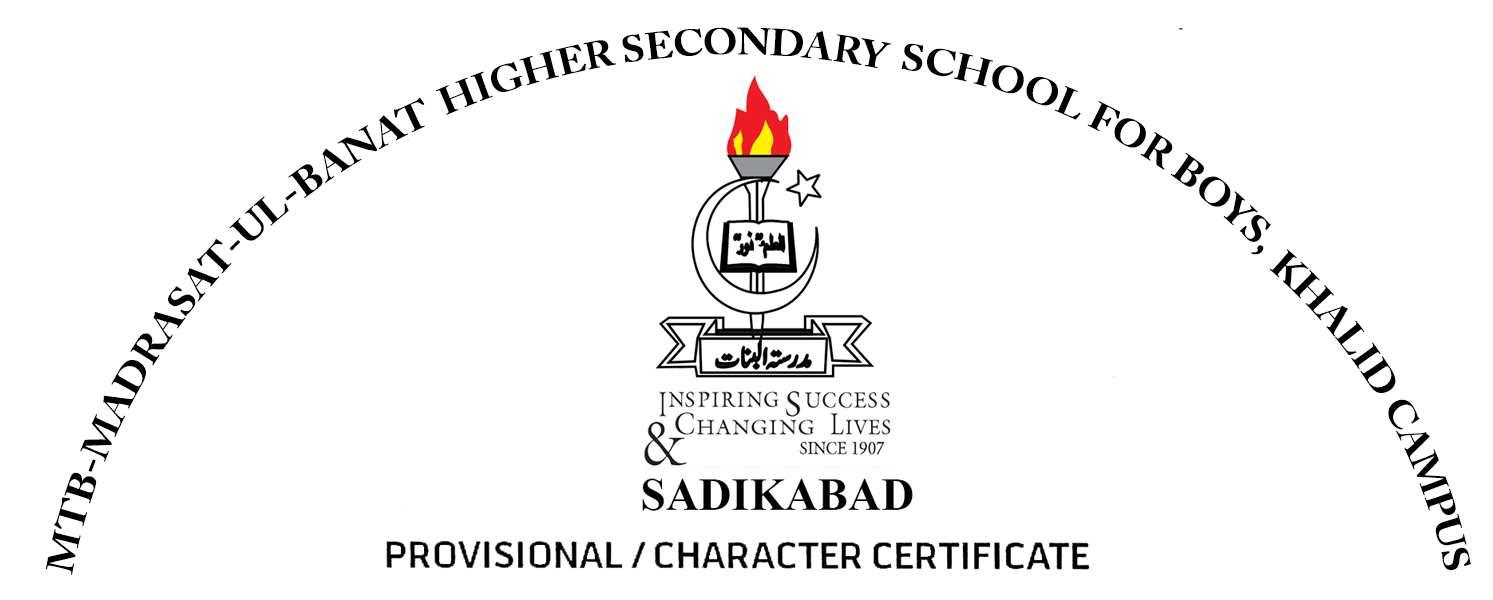 MTB-MADRASAT-UL-BANAT HIGHER SECONDARY SCHOOL FOR BOYS, KHALID CAMPUS
العلم نور
مدرستہ البنات
INSPIRING SUCCESS
& CHANGING LIVES
SINCE 1907
SADIKABAD
PROVISIONAL / CHARACTER CERTIFICATE